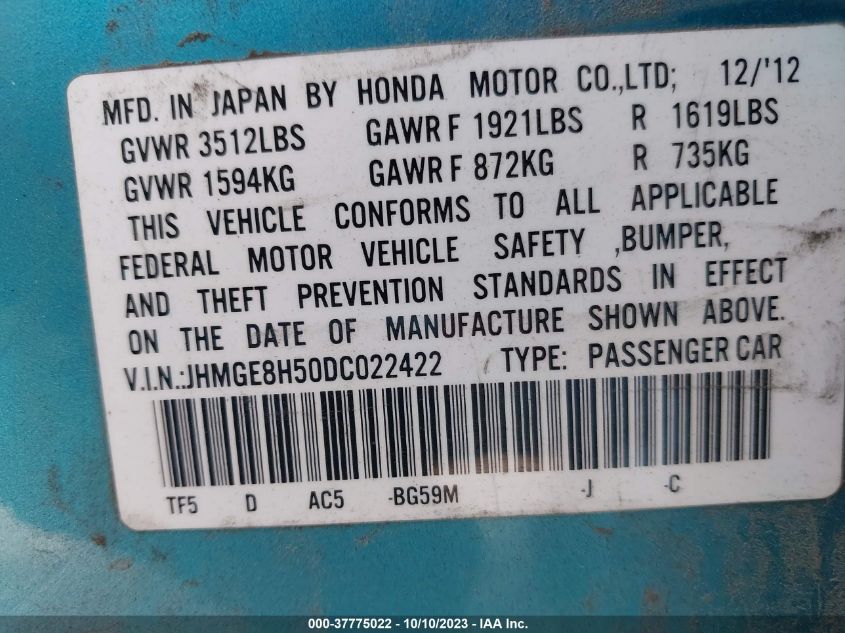 MFD. IN JAPAN BY HONDA MOTOR CO.,LTD; 12/'12
GVWR 3512LBS GAWR F 1921LBS R 1619LBS
GVWR 1594KG GAWR F 872KG R 735KG
THIS VEHICLE CONFORMS TO ALL APPLICABLE
FEDERAL MOTOR VEHICLE SAFETY ,BUMPER,
AND THEFT PREVENTION STANDARDS IN EFFECT
ON THE DATE OF MANUFACTURE SHOWN ABOVE.
V.I.N.:JHMGE8H50DC022422 TYPE: PASSENGER CAR
TF5 D AC5 -BG59M -J -C
000-37775022 - 10/10/2023 - IAA Inc.